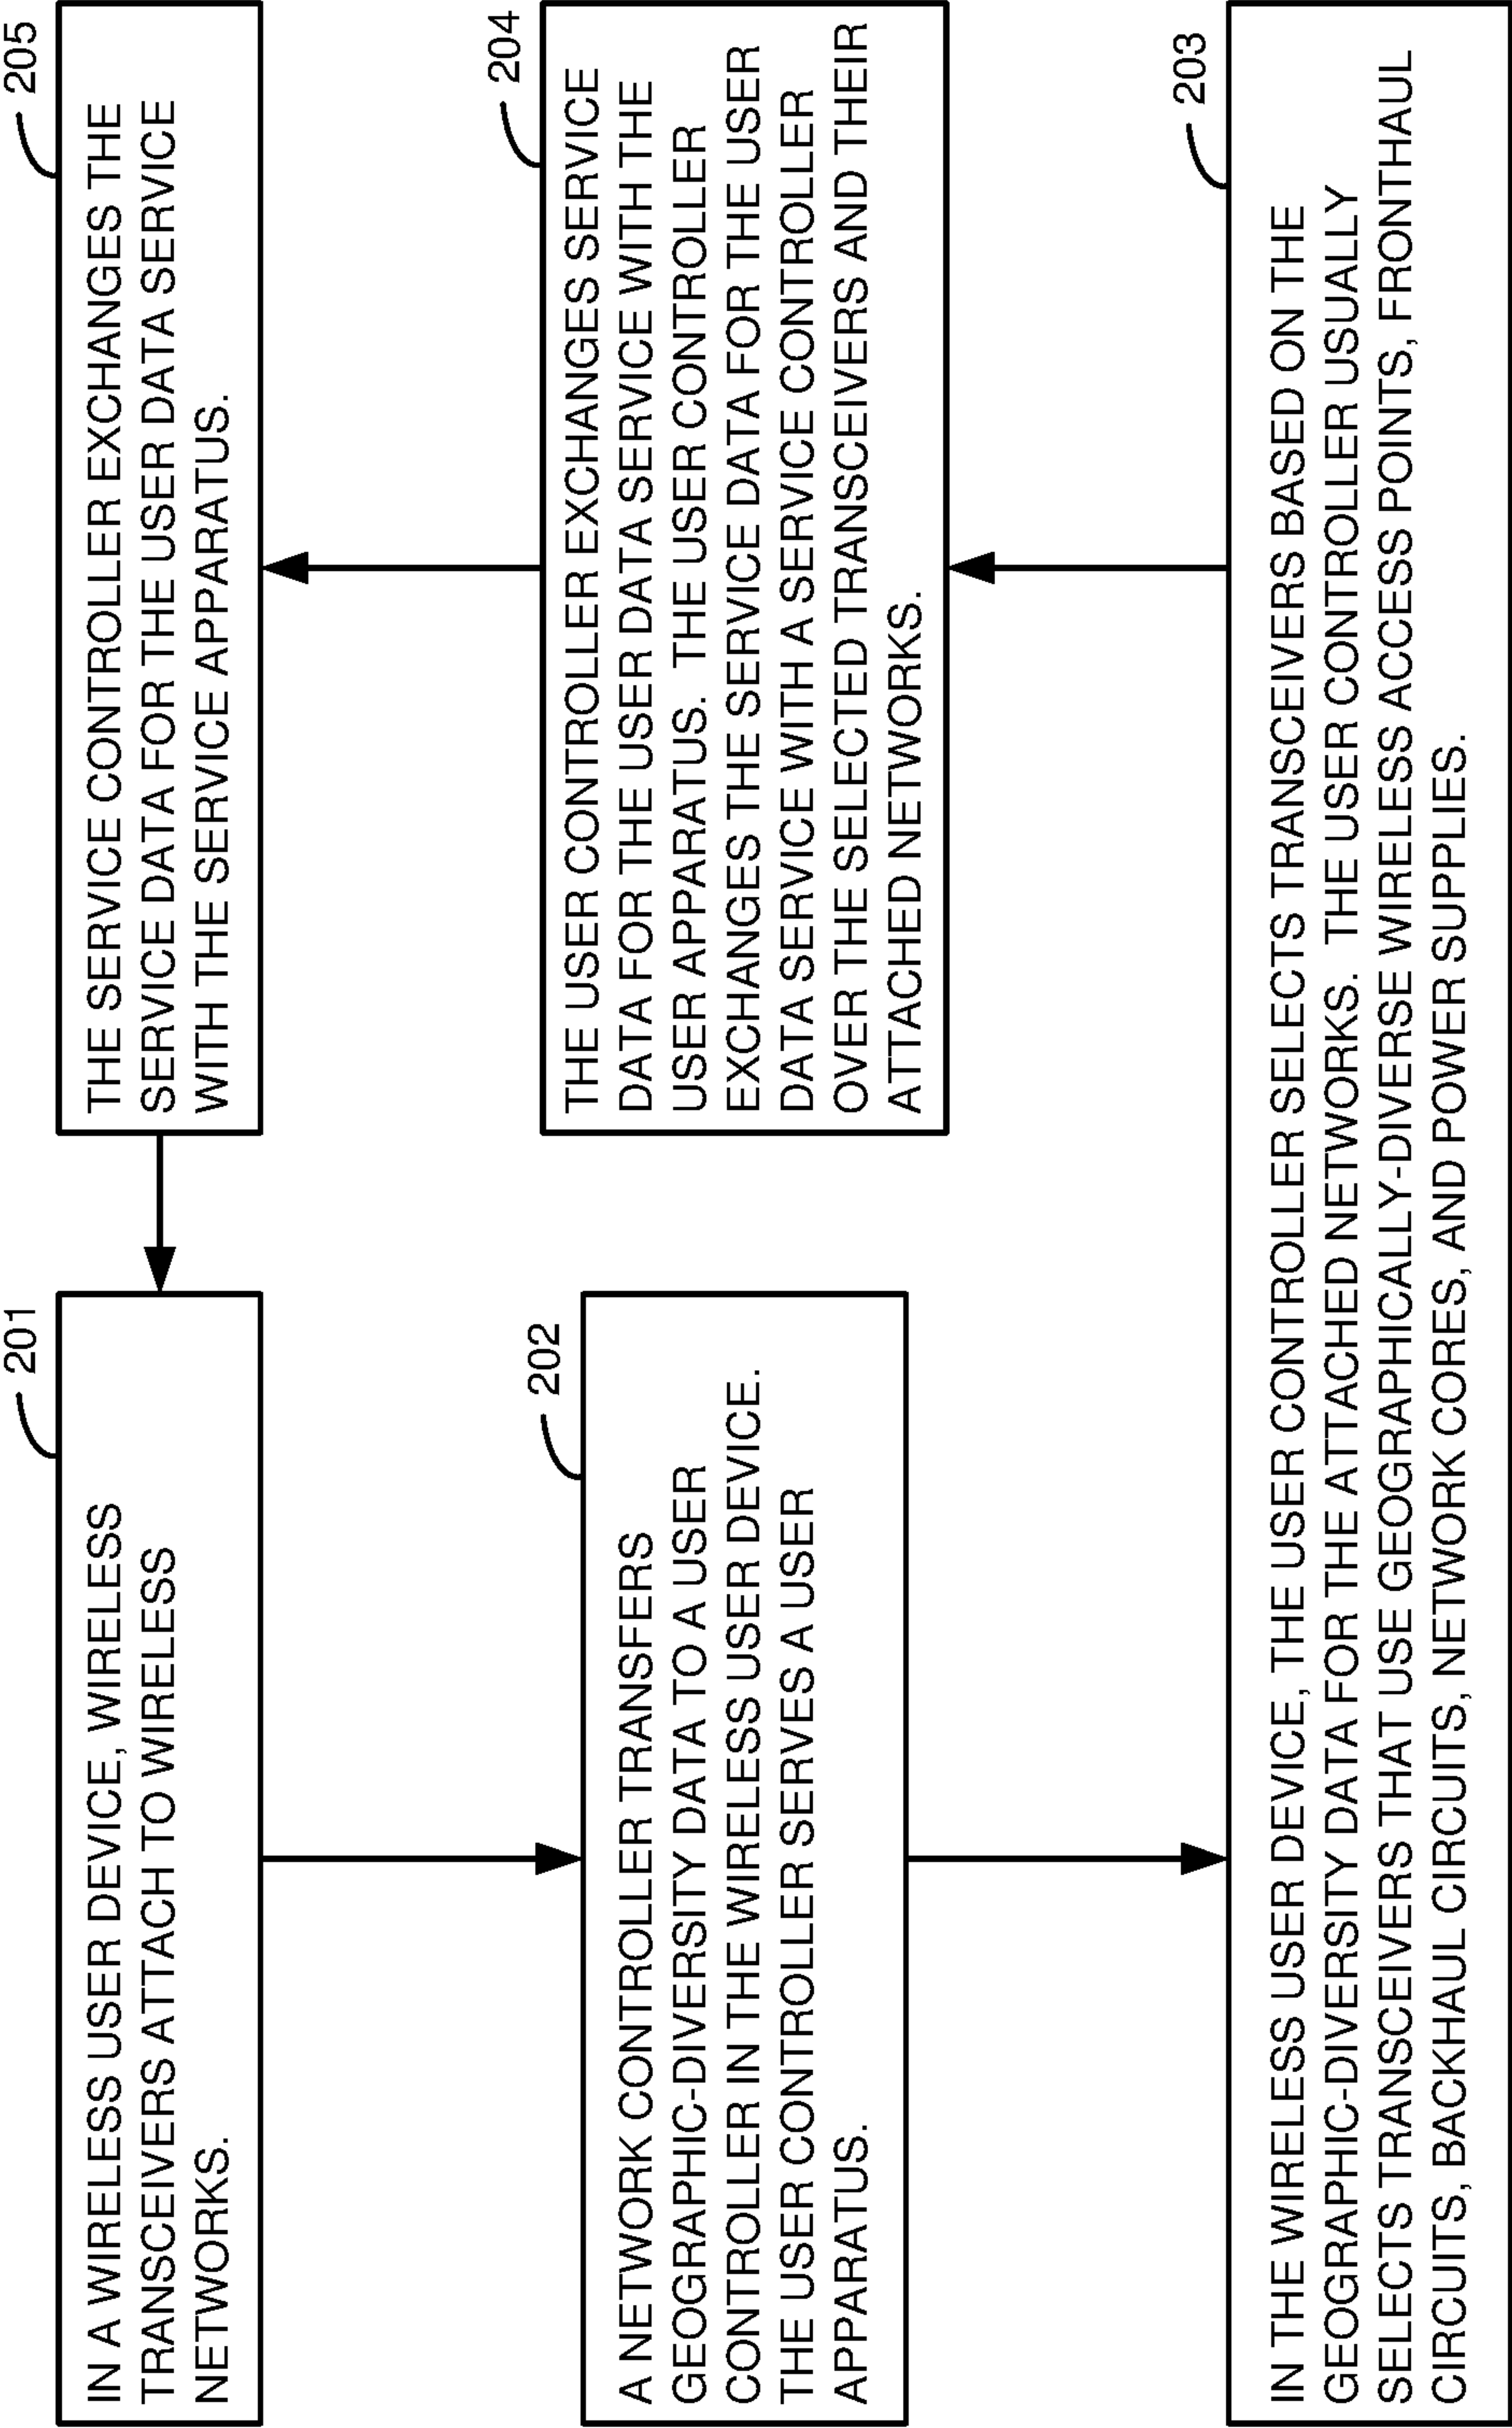 201
IN A WIRELESS USER DEVICE, WIRELESS
TRANSCEIVERS ATTACH TO WIRELESS
NETWORKS.
202
A NETWORK CONTROLLER TRANSFERS
GEOGRAPHIC-DIVERSITY DATA TO A USER
CONTROLLER IN THE WIRELESS USER DEVICE.
THE USER CONTROLLER SERVES A USER
APPARATUS.
203
IN THE WIRELESS USER DEVICE, THE USER CONTROLLER SELECTS TRANSCEIVERS BASED ON THE
GEOGRAPHIC-DIVERSITY DATA FOR THE ATTACHED NETWORKS. THE USER CONTROLLER USUALLY
SELECTS TRANSCEIVERS THAT USE GEOGRAPHICALLY-DIVERSE WIRELESS ACCESS POINTS, FRONTHAUL
CIRCUITS, BACKHAUL CIRCUITS, NETWORK CORES, AND POWER SUPPLIES.
204
THE USER CONTROLLER EXCHANGES SERVICE
DATA FOR THE USER DATA SERVICE WITH THE
USER APPARATUS. THE USER CONTROLLER
EXCHANGES THE SERVICE DATA FOR THE USER
DATA SERVICE WITH A SERVICE CONTROLLER
OVER THE SELECTED TRANSCEIVERS AND THEIR
ATTACHED NETWORKS.
205
THE SERVICE CONTROLLER EXCHANGES THE
SERVICE DATA FOR THE USER DATA SERVICE
WITH THE SERVICE APPARATUS.